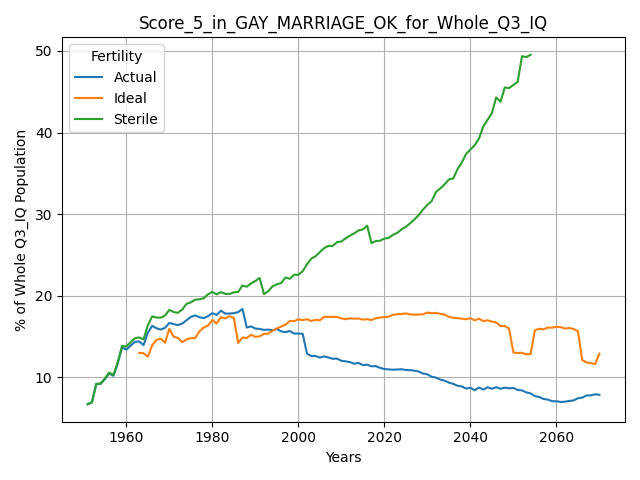 Score_5_in_GAY_MARRIAGE_OK_for_Whole_Q3_IQ
Fertility
Actual
Ideal
Sterile
% of Whole Q3_IQ Population
50
40
30
20
10
1960 1980 2000 2020 2040 2060
Years